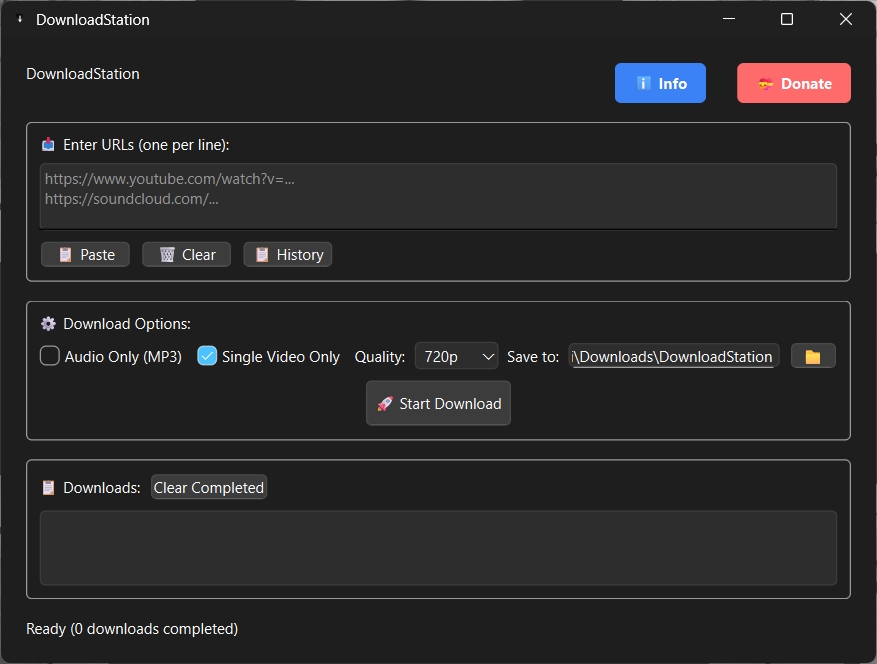 DownloadStation
DownloadStation
Info
Donate
Enter URLs (one per line):
https://www.youtube.com/watch?v=...
https://soundcloud.com/...
Paste Clear History
Download Options:
Audio Only (MP3) Single Video Only Quality: 720p Save to: i\Downloads\DownloadStation
Start Download
Downloads: Clear Completed
Ready (0 downloads completed)